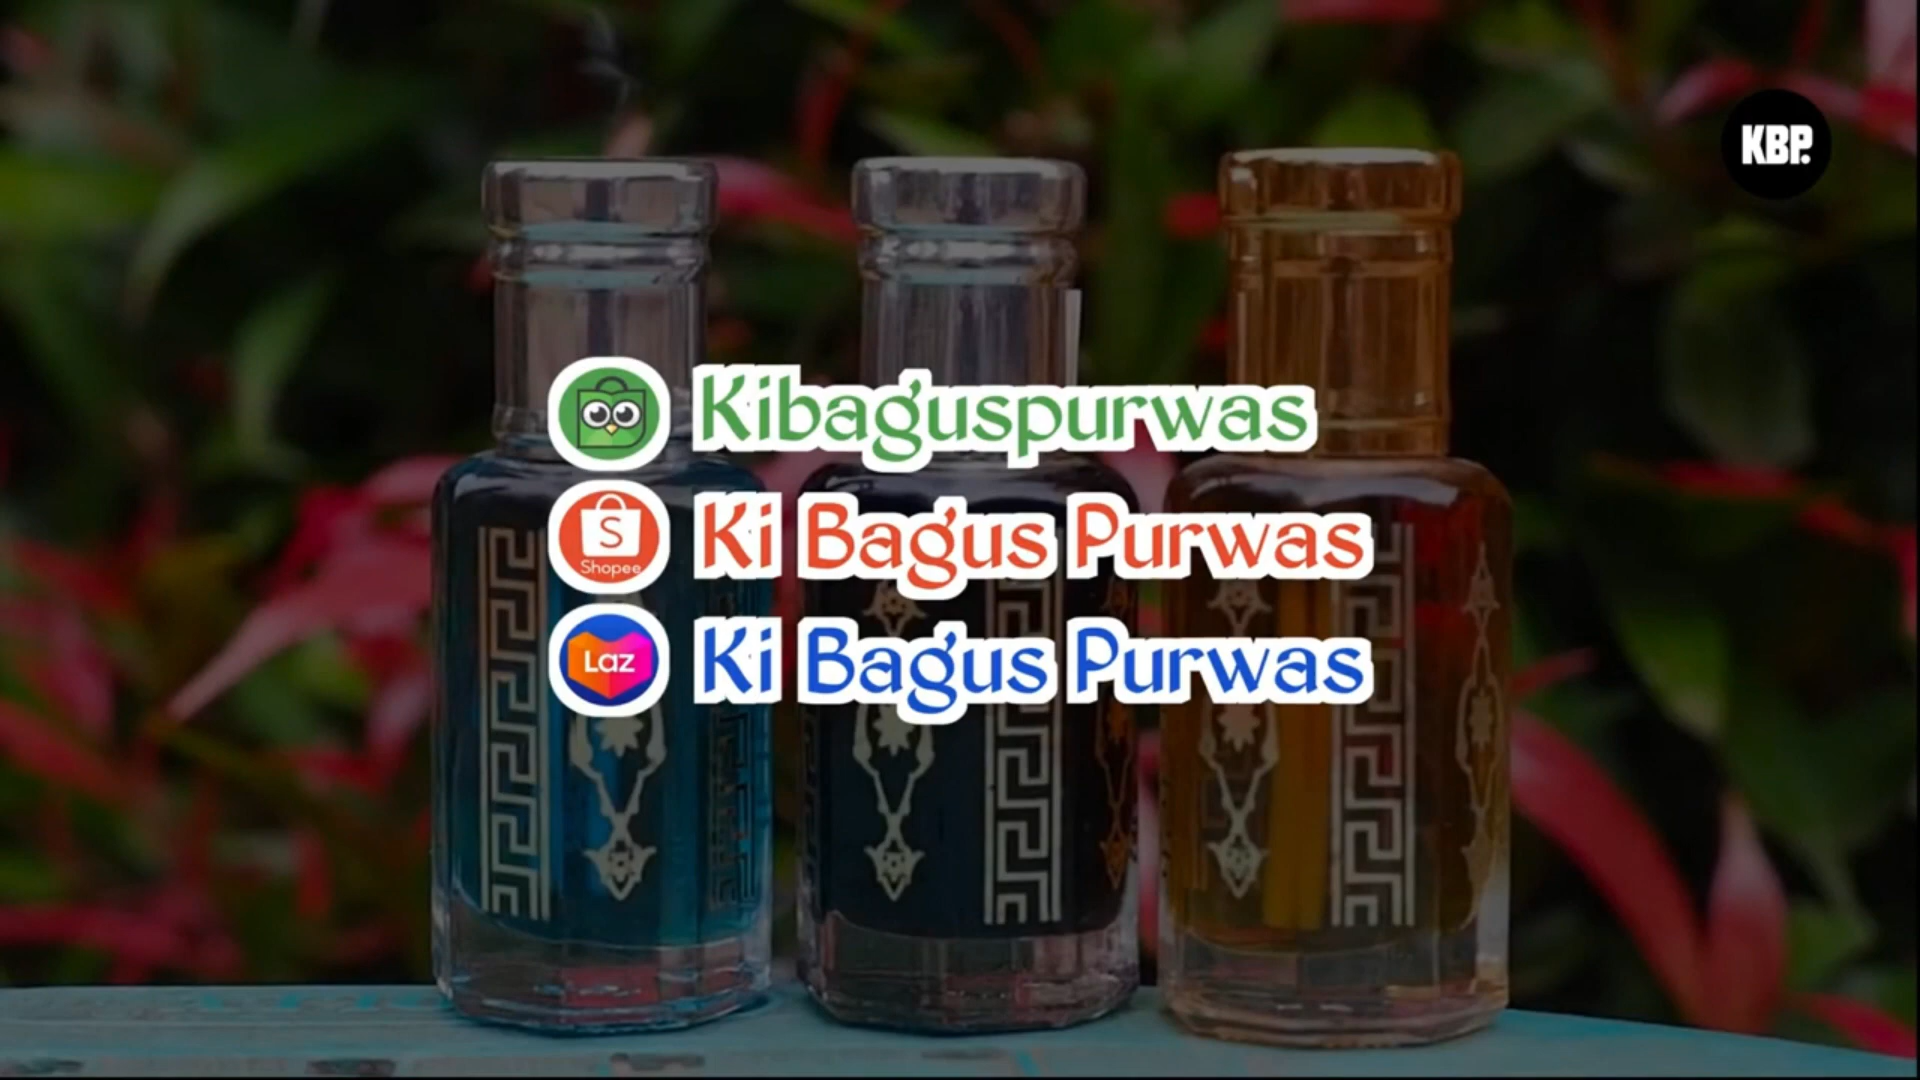 KBP.
Kibaguspurwas
S
Shopee
Ki Bagus Purwas
Laz
Ki Bagus Purwas